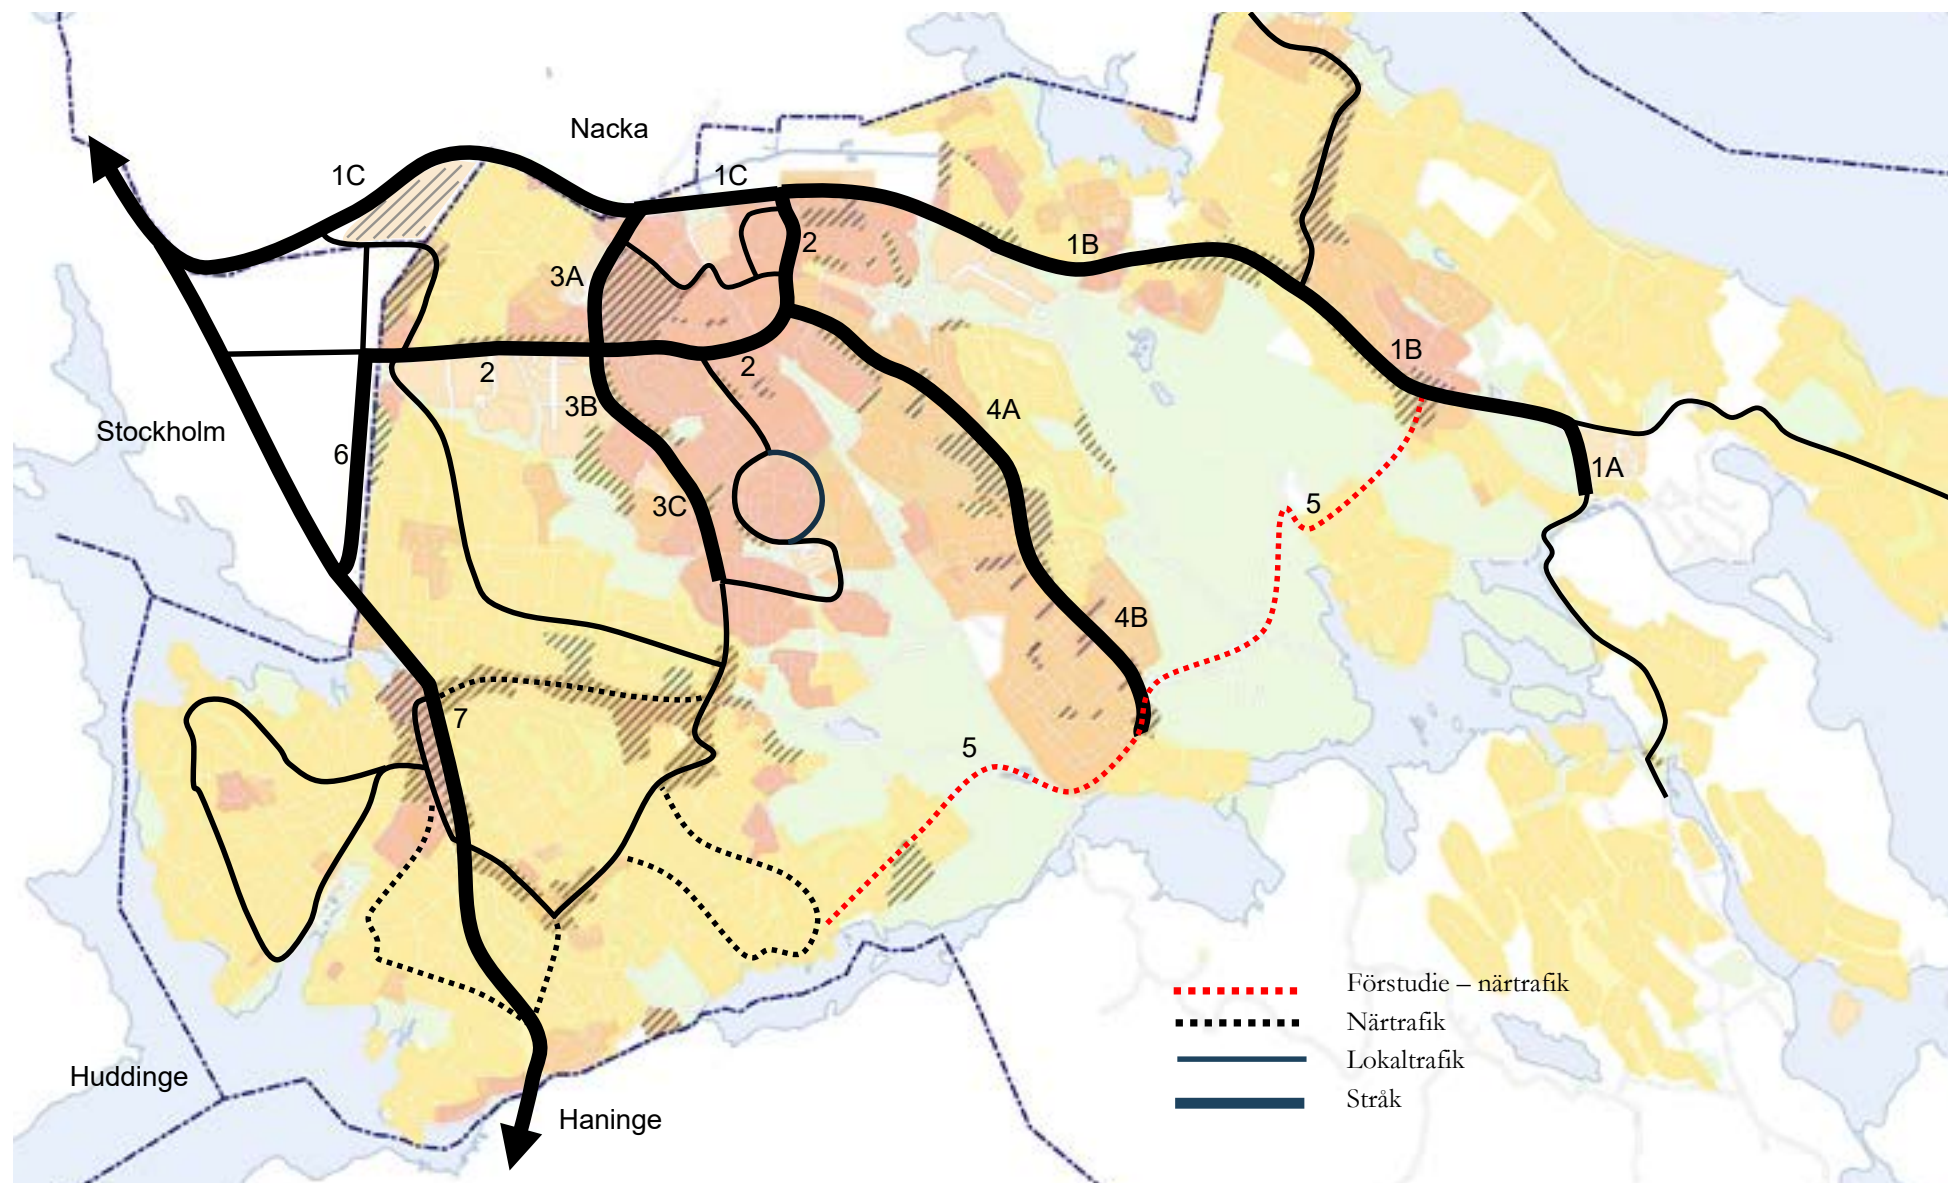 Nacka
1C
1C
2
1B
3A
1B
2
2
3B
4A
Stockholm
6
1A
3C
5
4B
7
5
Förstudie – närtrafik
Närtrafik
Lokaltrafik
Stråk
Huddinge
Haninge